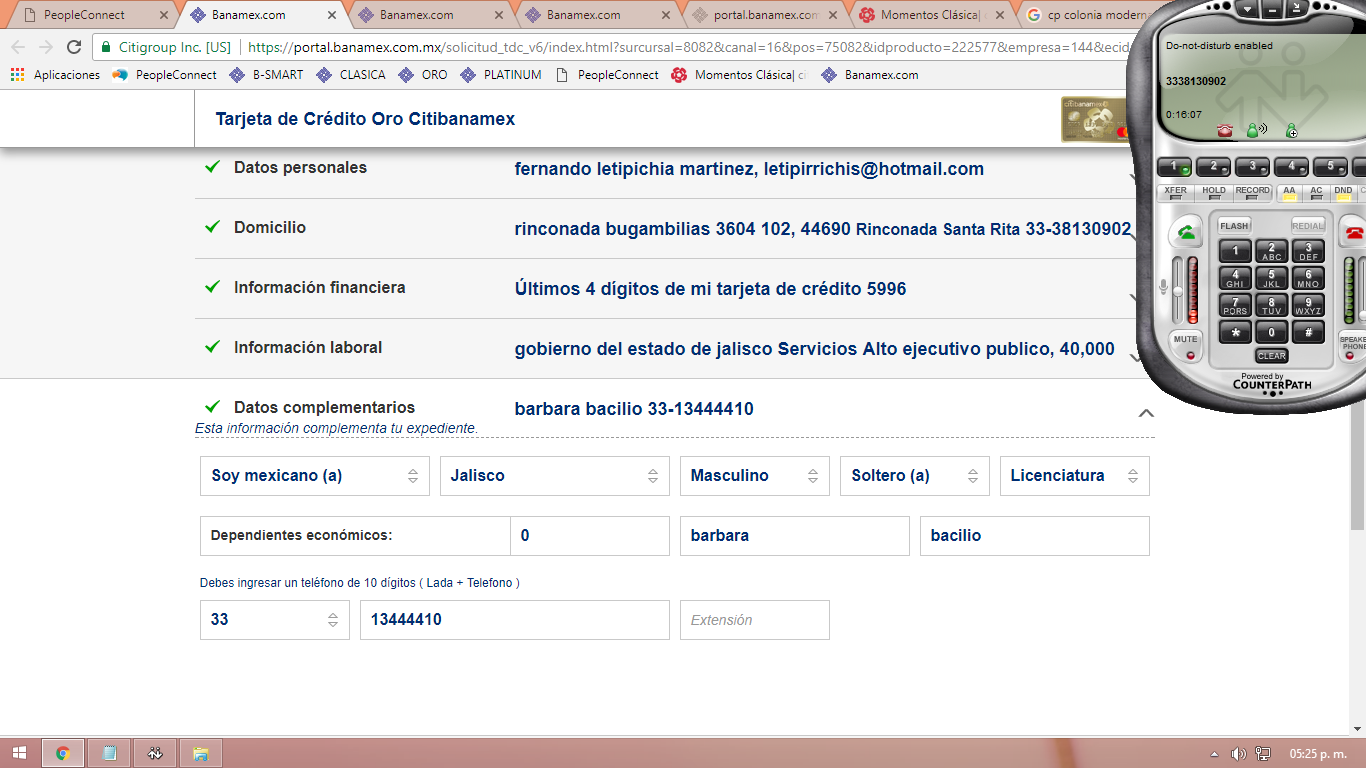 PeopleConnect
Banamex.com
Banamex.com
Banamex.com
portal.banamex.com
Momentos Clásica|
cp colonia modern
Citigroup Inc. [US]
https://portal.banamex.com.mx/solicitud_tdc_v6/index.html?surcursal=8082&canal=16&pos=75082&idproducto=222577&empresa=144&ecid
Aplicaciones
PeopleConnect
B-SMART
CLASICA
ORO
PLATINUM
PeopleConnect
Momentos Clásica| ci
Banamex.com
Tarjeta de Crédito Oro Citibanamex
citibanamex
Datos personales
fernando letipichia martinez, letipirrichis@hotmail.com
Domicilio
rinconada bugambilias 3604 102, 44690 Rinconada Santa Rita 33-38130902
Información financiera
Últimos 4 dígitos de mi tarjeta de crédito 5996
Información laboral
gobierno del estado de jalisco Servicios Alto ejecutivo publico, 40,000
Datos complementarios
barbara bacilio 33-13444410
Esta información complementa tu expediente.
Soy mexicano (a)
Jalisco
Masculino
Soltero (a)
Licenciatura
Dependientes económicos:
0
barbara
bacilio
Debes ingresar un teléfono de 10 dígitos ( Lada + Telefono )
33
13444410
Extensión
Do-not-disturb enabled
3338130902
0:16:07
1
2
3
4
5
XFER
HOLD
RECORD
AA
AC
DND
C
FLASH
REDIAL
1
2 ABC
3 DEF
4 GHI
5 JKL
6 MNO
7 PQRS
8 TUV
9 WXYZ
*
0
#
MUTE
CLEAR
SPEAKE
PHONE
Powered by
COUNTERPATH
05:25 p. m.